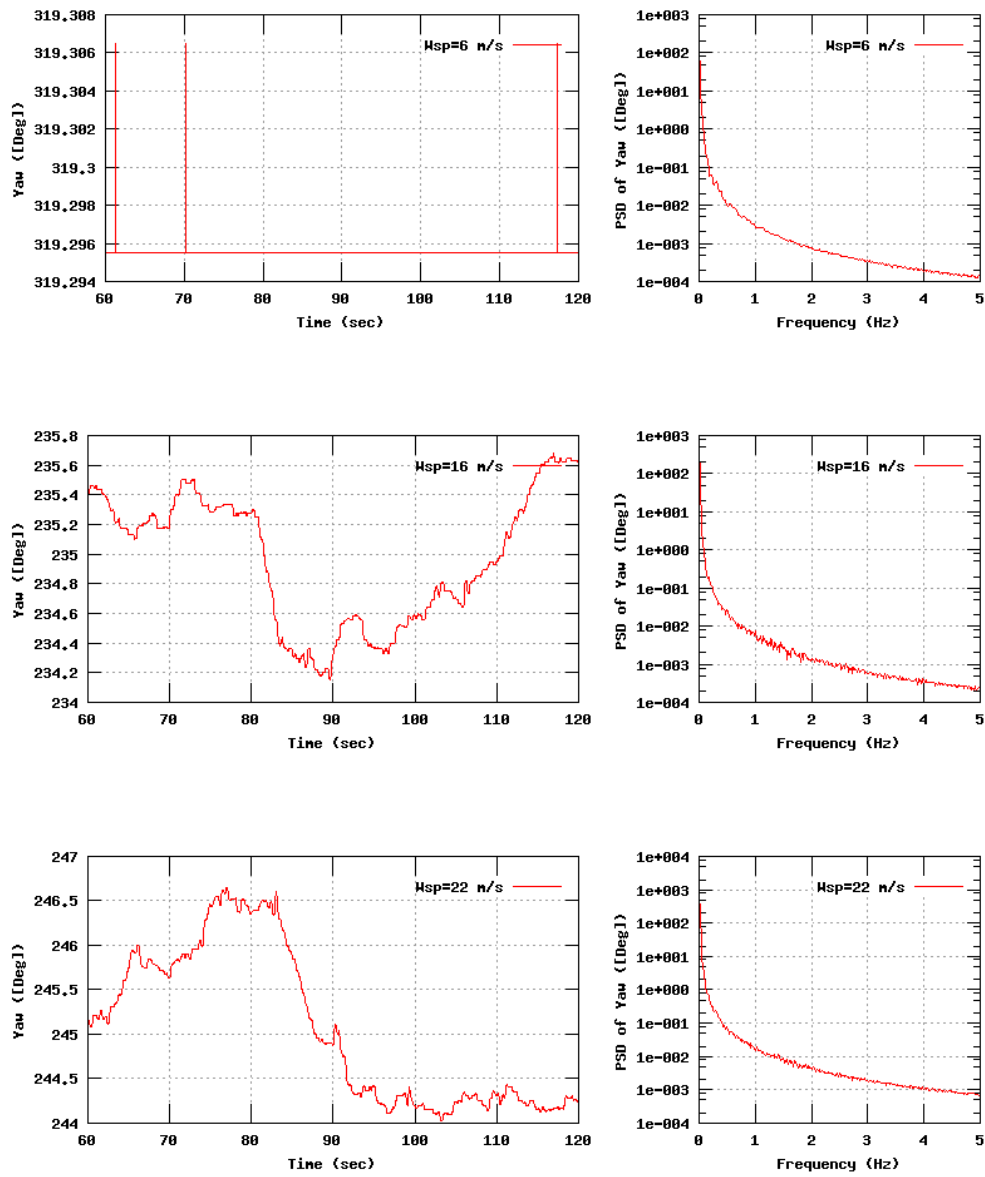 319.308
319.306
319.304
319.302
319.3
319.298
319.296
319.294
Yaw ([Deg])
Wsp=6 m/s
60 70 80 90 100 110 120
Time (sec)
1e+003
1e+002
1e+001
1e+000
1e-001
1e-002
1e-003
1e-004
PSD of Yaw ([Deg])
Wsp=6 m/s
0 1 2 3 4 5
Frequency (Hz)
235.8
235.6
235.4
235.2
235
234.8
234.6
234.4
234.2
234
Yaw ([Deg])
Wsp=16 m/s
60 70 80 90 100 110 120
Time (sec)
1e+003
1e+002
1e+001
1e+000
1e-001
1e-002
1e-003
1e-004
PSD of Yaw ([Deg])
Wsp=16 m/s
0 1 2 3 4 5
Frequency (Hz)
247
246.5
246
245.5
245
244.5
244
Yaw ([Deg])
Wsp=22 m/s
60 70 80 90 100 110 120
Time (sec)
1e+004
1e+003
1e+002
1e+001
1e+000
1e-001
1e-002
1e-003
1e-004
PSD of Yaw ([Deg])
Wsp=22 m/s
0 1 2 3 4 5
Frequency (Hz)